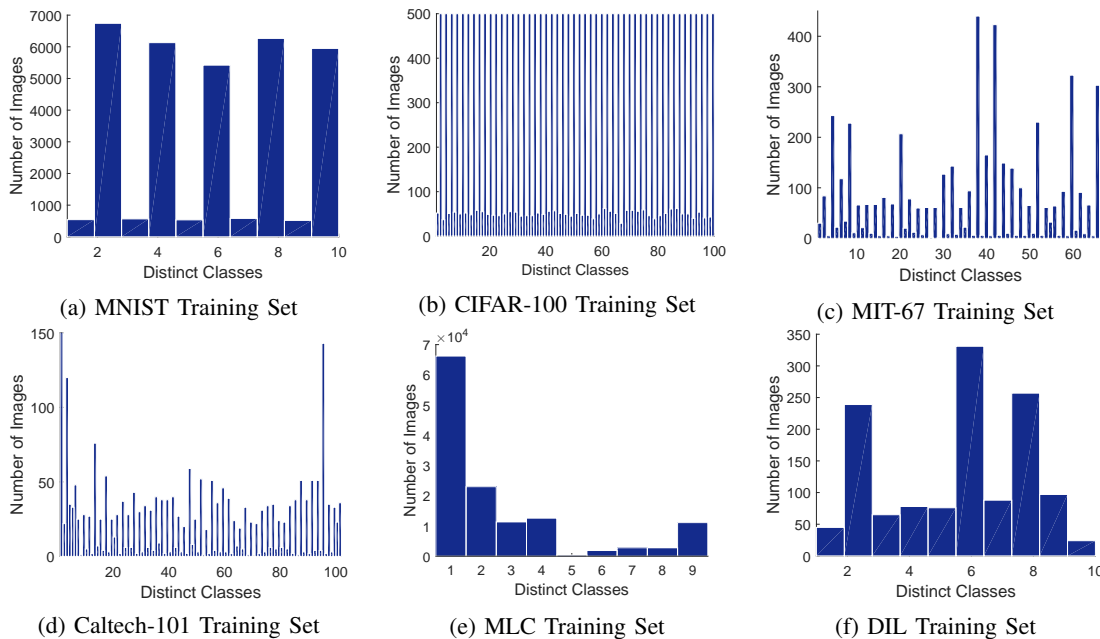 7000
6000
5000
4000
3000
2000
1000
0
Number of Images
2 4 6 8 10
Distinct Classes
(a) MNIST Training Set
500
400
300
200
100
0
Number of Images
20 40 60 80 100
Distinct Classes
(b) CIFAR-100 Training Set
400
300
200
100
0
Number of Images
10 20 30 40 50 60
Distinct Classes
(c) MIT-67 Training Set
150
100
50
0
Number of Images
20 40 60 80 100
Distinct Classes
(d) Caltech-101 Training Set
×10⁴
7
6
5
4
3
2
1
0
Number of Images
1 2 3 4 5 6 7 8 9
Distinct Classes
(e) MLC Training Set
350
300
250
200
150
100
50
0
Number of Images
2 4 6 8 10
Distinct Classes
(f) DIL Training Set